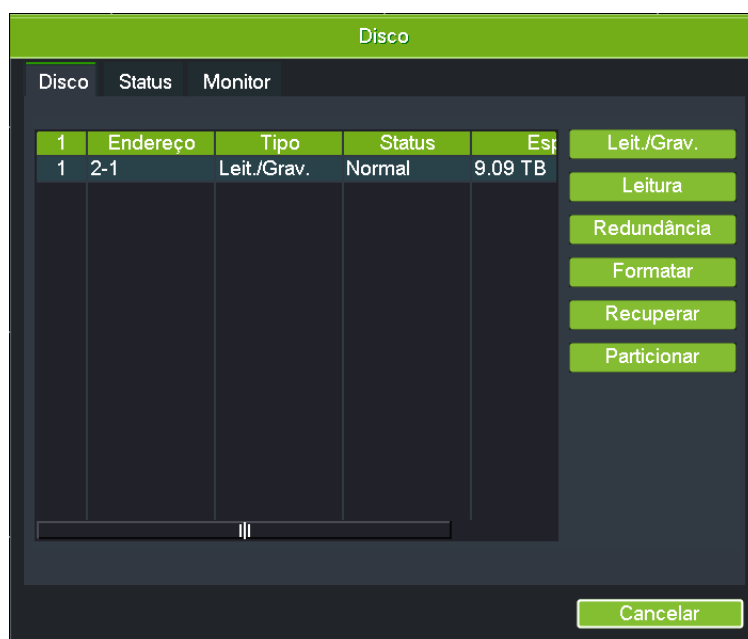 Disco
Disco Status Monitor
1 Endereço Tipo Status Esp
1 2-1 Leit./Grav. Normal 9.09 TB
Leit./Grav.
Leitura
Redundância
Formatar
Recuperar
Particionar
Cancelar